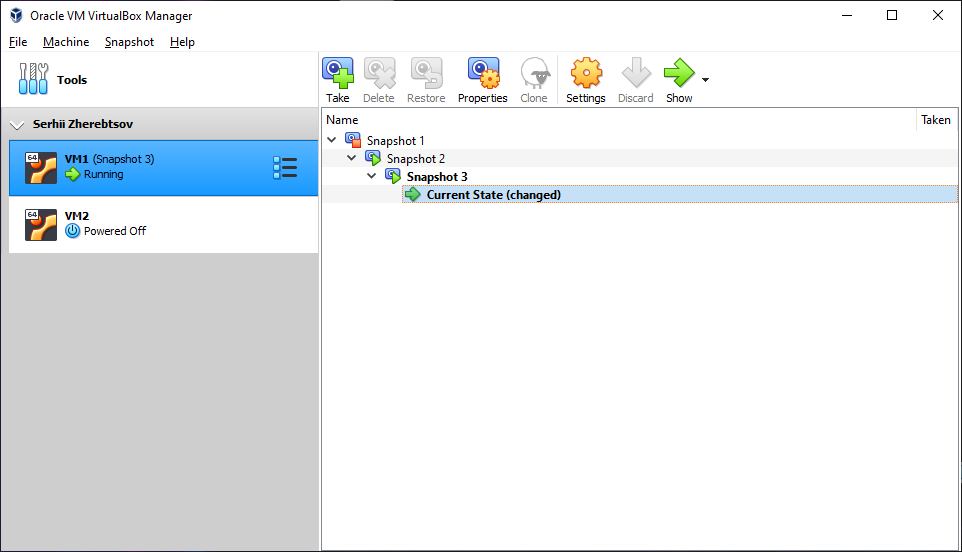 Oracle VM VirtualBox Manager
File Machine Snapshot Help
Tools
Take Delete Restore Properties Clone Settings Discard Show
Serhii Zherebtsov
64
VM1 (Snapshot 3)
Running
64
VM2
Powered Off
Name Taken
Snapshot 1
Snapshot 2
Snapshot 3
Current State (changed)